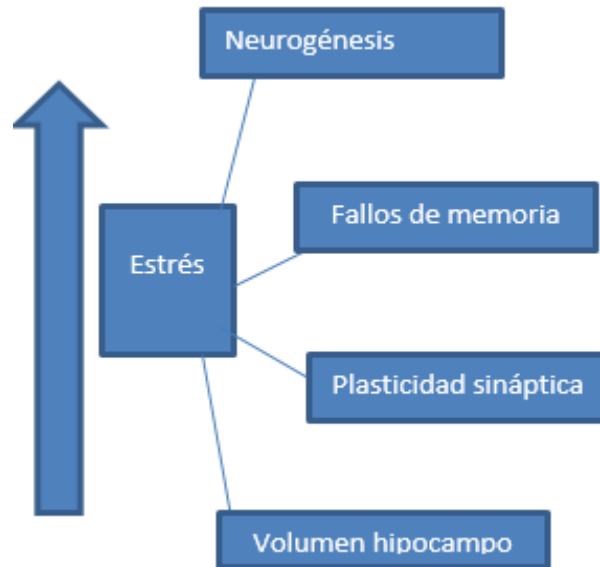 Neurogénesis
Fallos de memoria
Estrés
Plasticidad sináptica
Volumen hipocampo